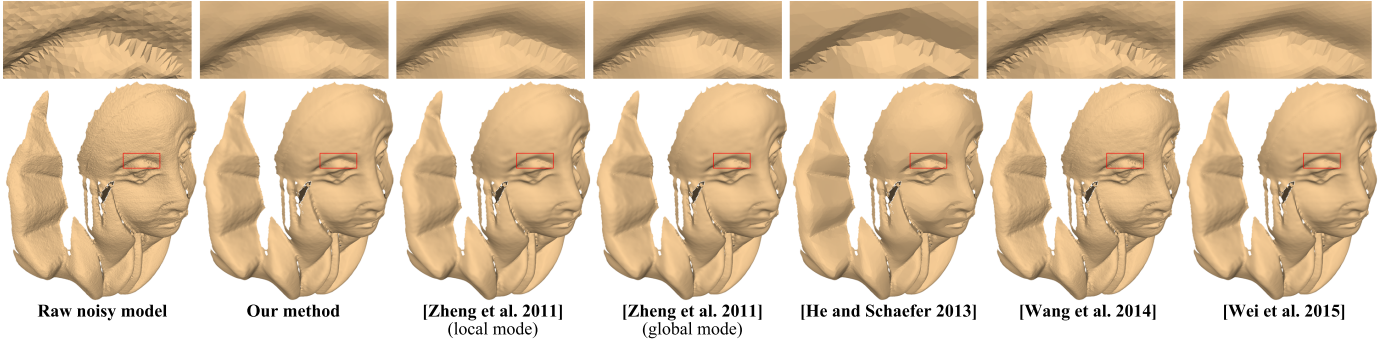 Raw noisy model
Our method
[Zheng et al. 2011]
(local mode)
[Zheng et al. 2011]
(global mode)
[He and Schaefer 2013]
[Wang et al. 2014]
[Wei et al. 2015]